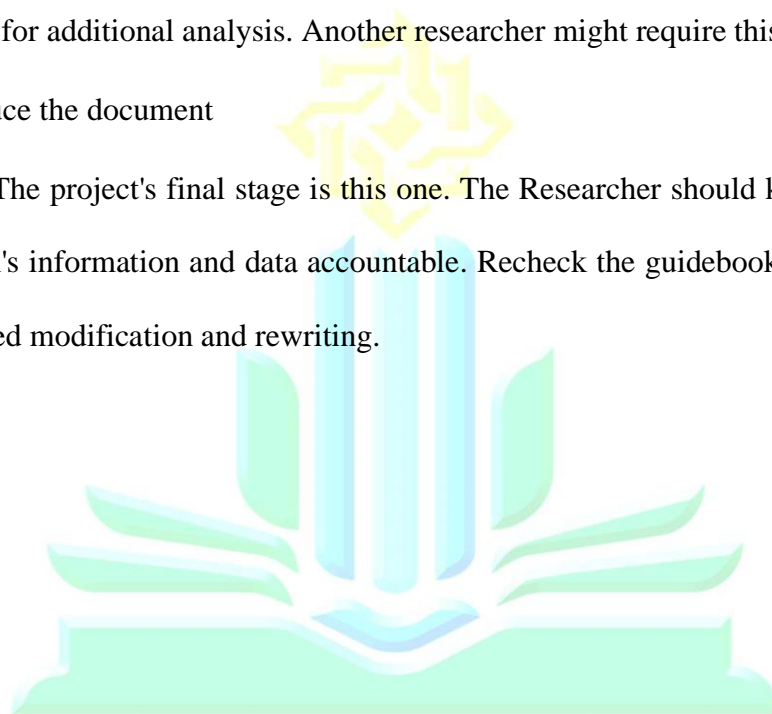 for additional analysis. Another researcher might require this
uce the document
The project's final stage is this one. The Researcher should k
's information and data accountable. Recheck the guidebook
ed modification and rewriting.